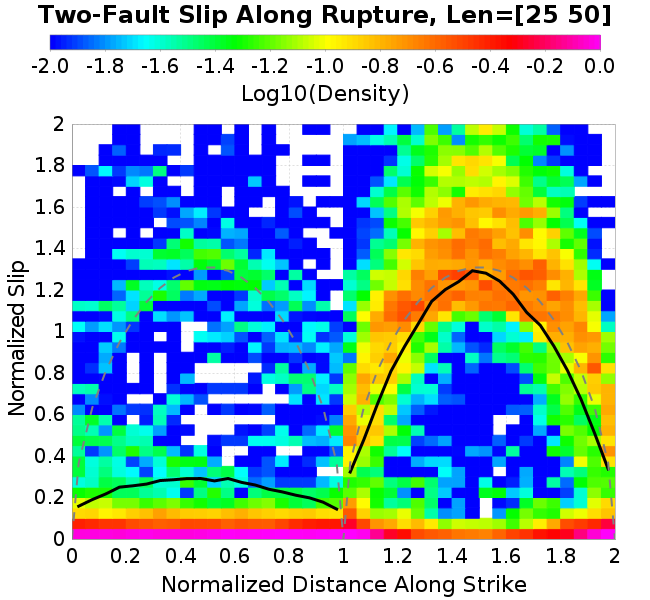 Two-Fault Slip Along Rupture, Len=[25 50]
-2.0 -1.8 -1.6 -1.4 -1.2 -1.0 -0.8 -0.6 -0.4 -0.2 0.0
Log10(Density)
2
1.8
1.6
1.4
1.2
1
0.8
0.6
0.4
0.2
0
Normalized Slip
0 0.2 0.4 0.6 0.8 1 1.2 1.4 1.6 1.8 2
Normalized Distance Along Strike